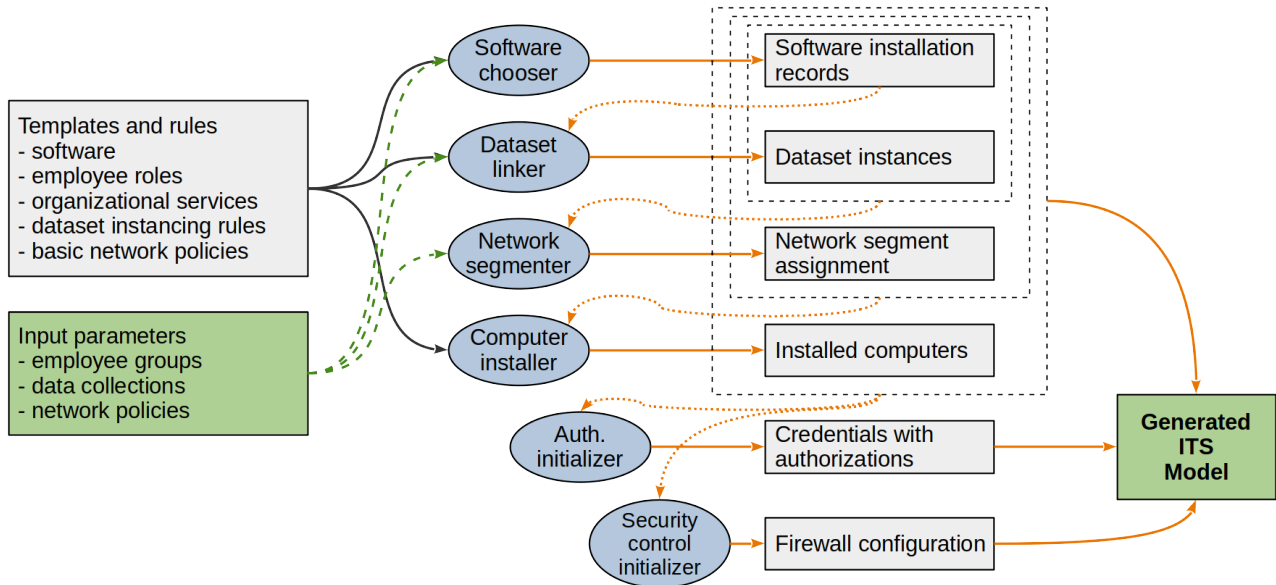 Templates and rules
- software
- employee roles
- organizational services
- dataset instancing rules
- basic network policies
Input parameters
- employee groups
- data collections
- network policies
Software
chooser
Software installation
records
Dataset
linker
Dataset instances
Network
segmenter
Network segment
assignment
Computer
installer
Installed computers
Auth.
initializer
Credentials with
authorizations
Security
control
initializer
Firewall configuration
Generated
ITS
Model